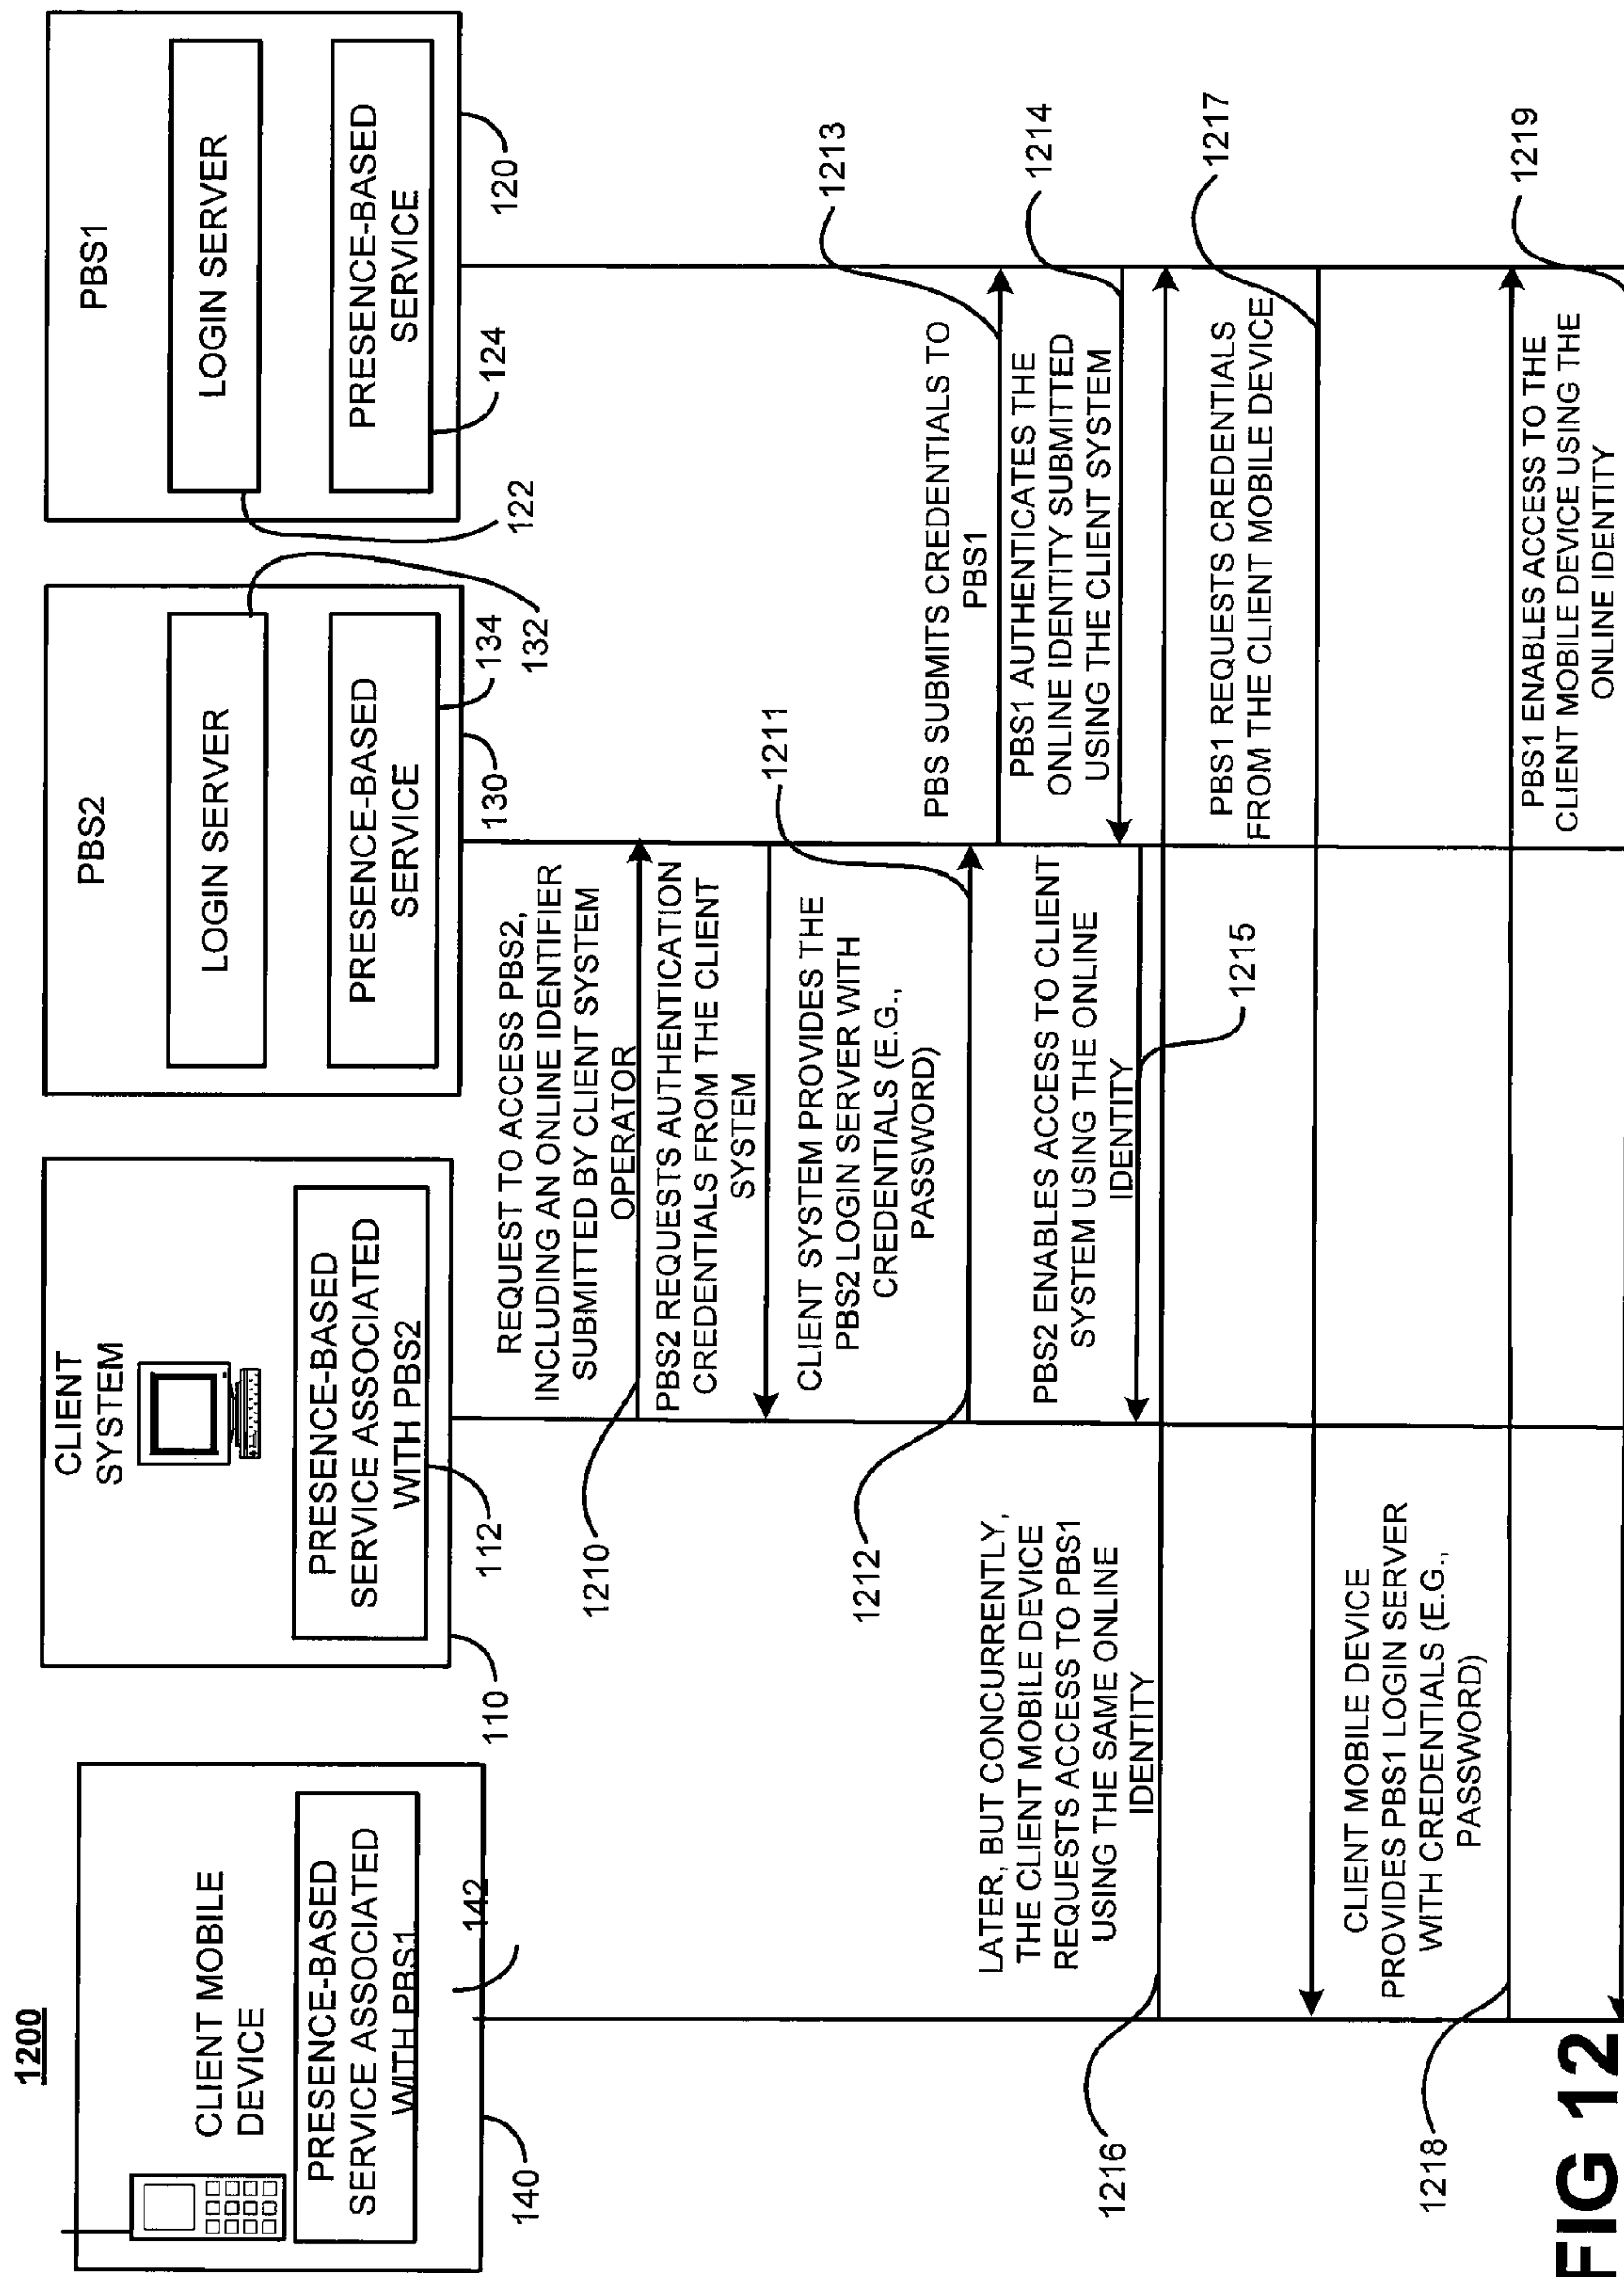 1200
CLIENT MOBILE
DEVICE
PRESENCE-BASED
SERVICE ASSOCIATED
WITH PBS1
142
140
CLIENT
SYSTEM
PRESENCE-BASED
SERVICE ASSOCIATED
WITH PBS2
112
110
PBS2
LOGIN SERVER
PRESENCE-BASED
SERVICE
134
130
132
PBS1
LOGIN SERVER
PRESENCE-BASED
SERVICE
124
120
122
REQUEST TO ACCESS PBS2,
INCLUDING AN ONLINE IDENTIFIER
SUBMITTED BY CLIENT SYSTEM
OPERATOR
1210
PBS2 REQUESTS AUTHENTICATION
CREDENTIALS FROM THE CLIENT
SYSTEM
1211
CLIENT SYSTEM PROVIDES THE
PBS2 LOGIN SERVER WITH
CREDENTIALS (E.G.,
PASSWORD)
1212
PBS SUBMITS CREDENTIALS TO
PBS1
1213
PBS1 AUTHENTICATES THE
ONLINE IDENTITY SUBMITTED
USING THE CLIENT SYSTEM
1214
PBS2 ENABLES ACCESS TO CLIENT
SYSTEM USING THE ONLINE
IDENTITY
1215
LATER, BUT CONCURRENTLY,
THE CLIENT MOBILE DEVICE
REQUESTS ACCESS TO PBS1
USING THE SAME ONLINE
IDENTITY
1216
PBS1 REQUESTS CREDENTIALS
FROM THE CLIENT MOBILE DEVICE
1217
CLIENT MOBILE DEVICE
PROVIDES PBS1 LOGIN SERVER
WITH CREDENTIALS (E.G.,
PASSWORD)
1218
PBS1 ENABLES ACCESS TO THE
CLIENT MOBILE DEVICE USING THE
ONLINE IDENTITY
1219
FIG 12